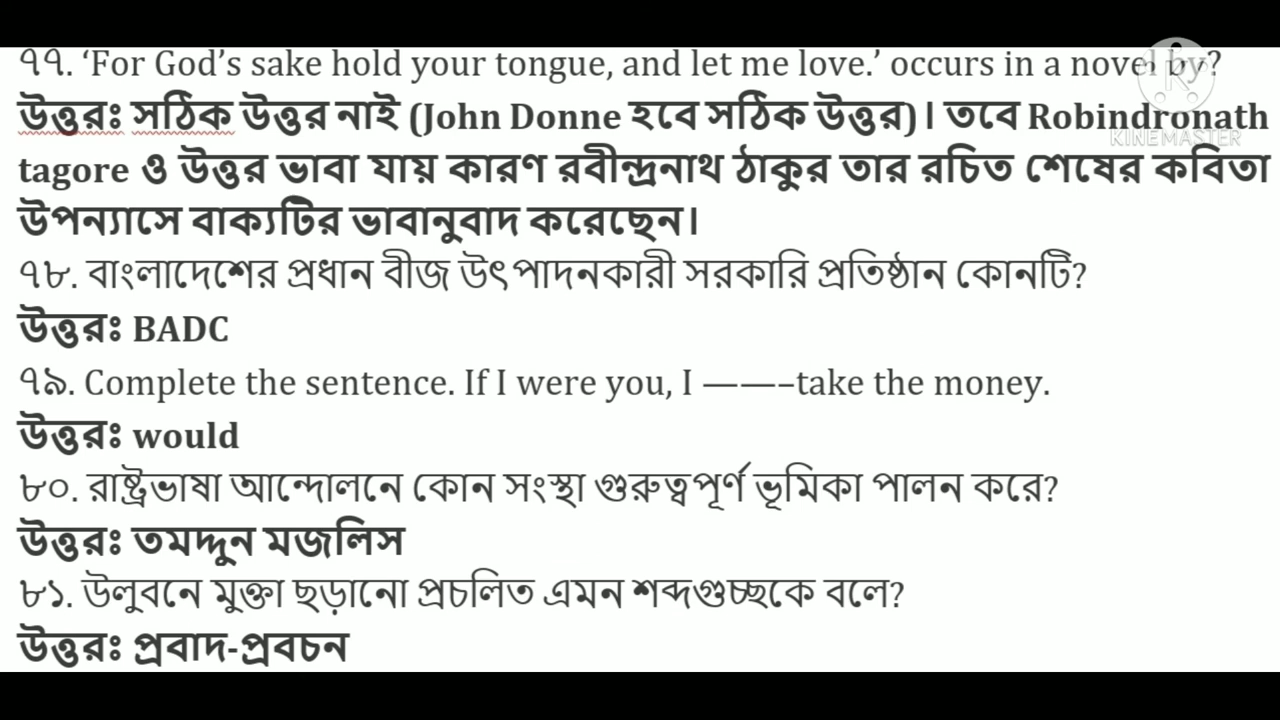 ৭৭. ‘For God’s sake hold your tongue, and let me love.’ occurs in a novel by?
উত্তরঃ সঠিক উত্তর নাই (John Donne হবে সঠিক উত্তর)। তবে Robindronath
tagore ও উত্তর ভাবা যায় কারণ রবীন্দ্রনাথ ঠাকুর তার রচিত শেষের কবিতা
উপন্যাসে বাক্যটির ভাবানুবাদ করেছেন।
৭৮. বাংলাদেশের প্রধান বীজ উৎপাদনকারী সরকারি প্রতিষ্ঠান কোনটি?
উত্তরঃ BADC
৭৯. Complete the sentence. If I were you, I ——–take the money.
উত্তরঃ would
৮০. রাষ্ট্রভাষা আন্দোলনে কোন সংস্থা গুরুত্বপূর্ণ ভূমিকা পালন করে?
উত্তরঃ তমদ্দুন মজলিস
৮১. উলুবনে মুক্তা ছড়ানো প্রচলিত এমন শব্দগুচ্ছকে বলে?
উত্তরঃ প্রবাদ-প্রবচন
KINEMASTER